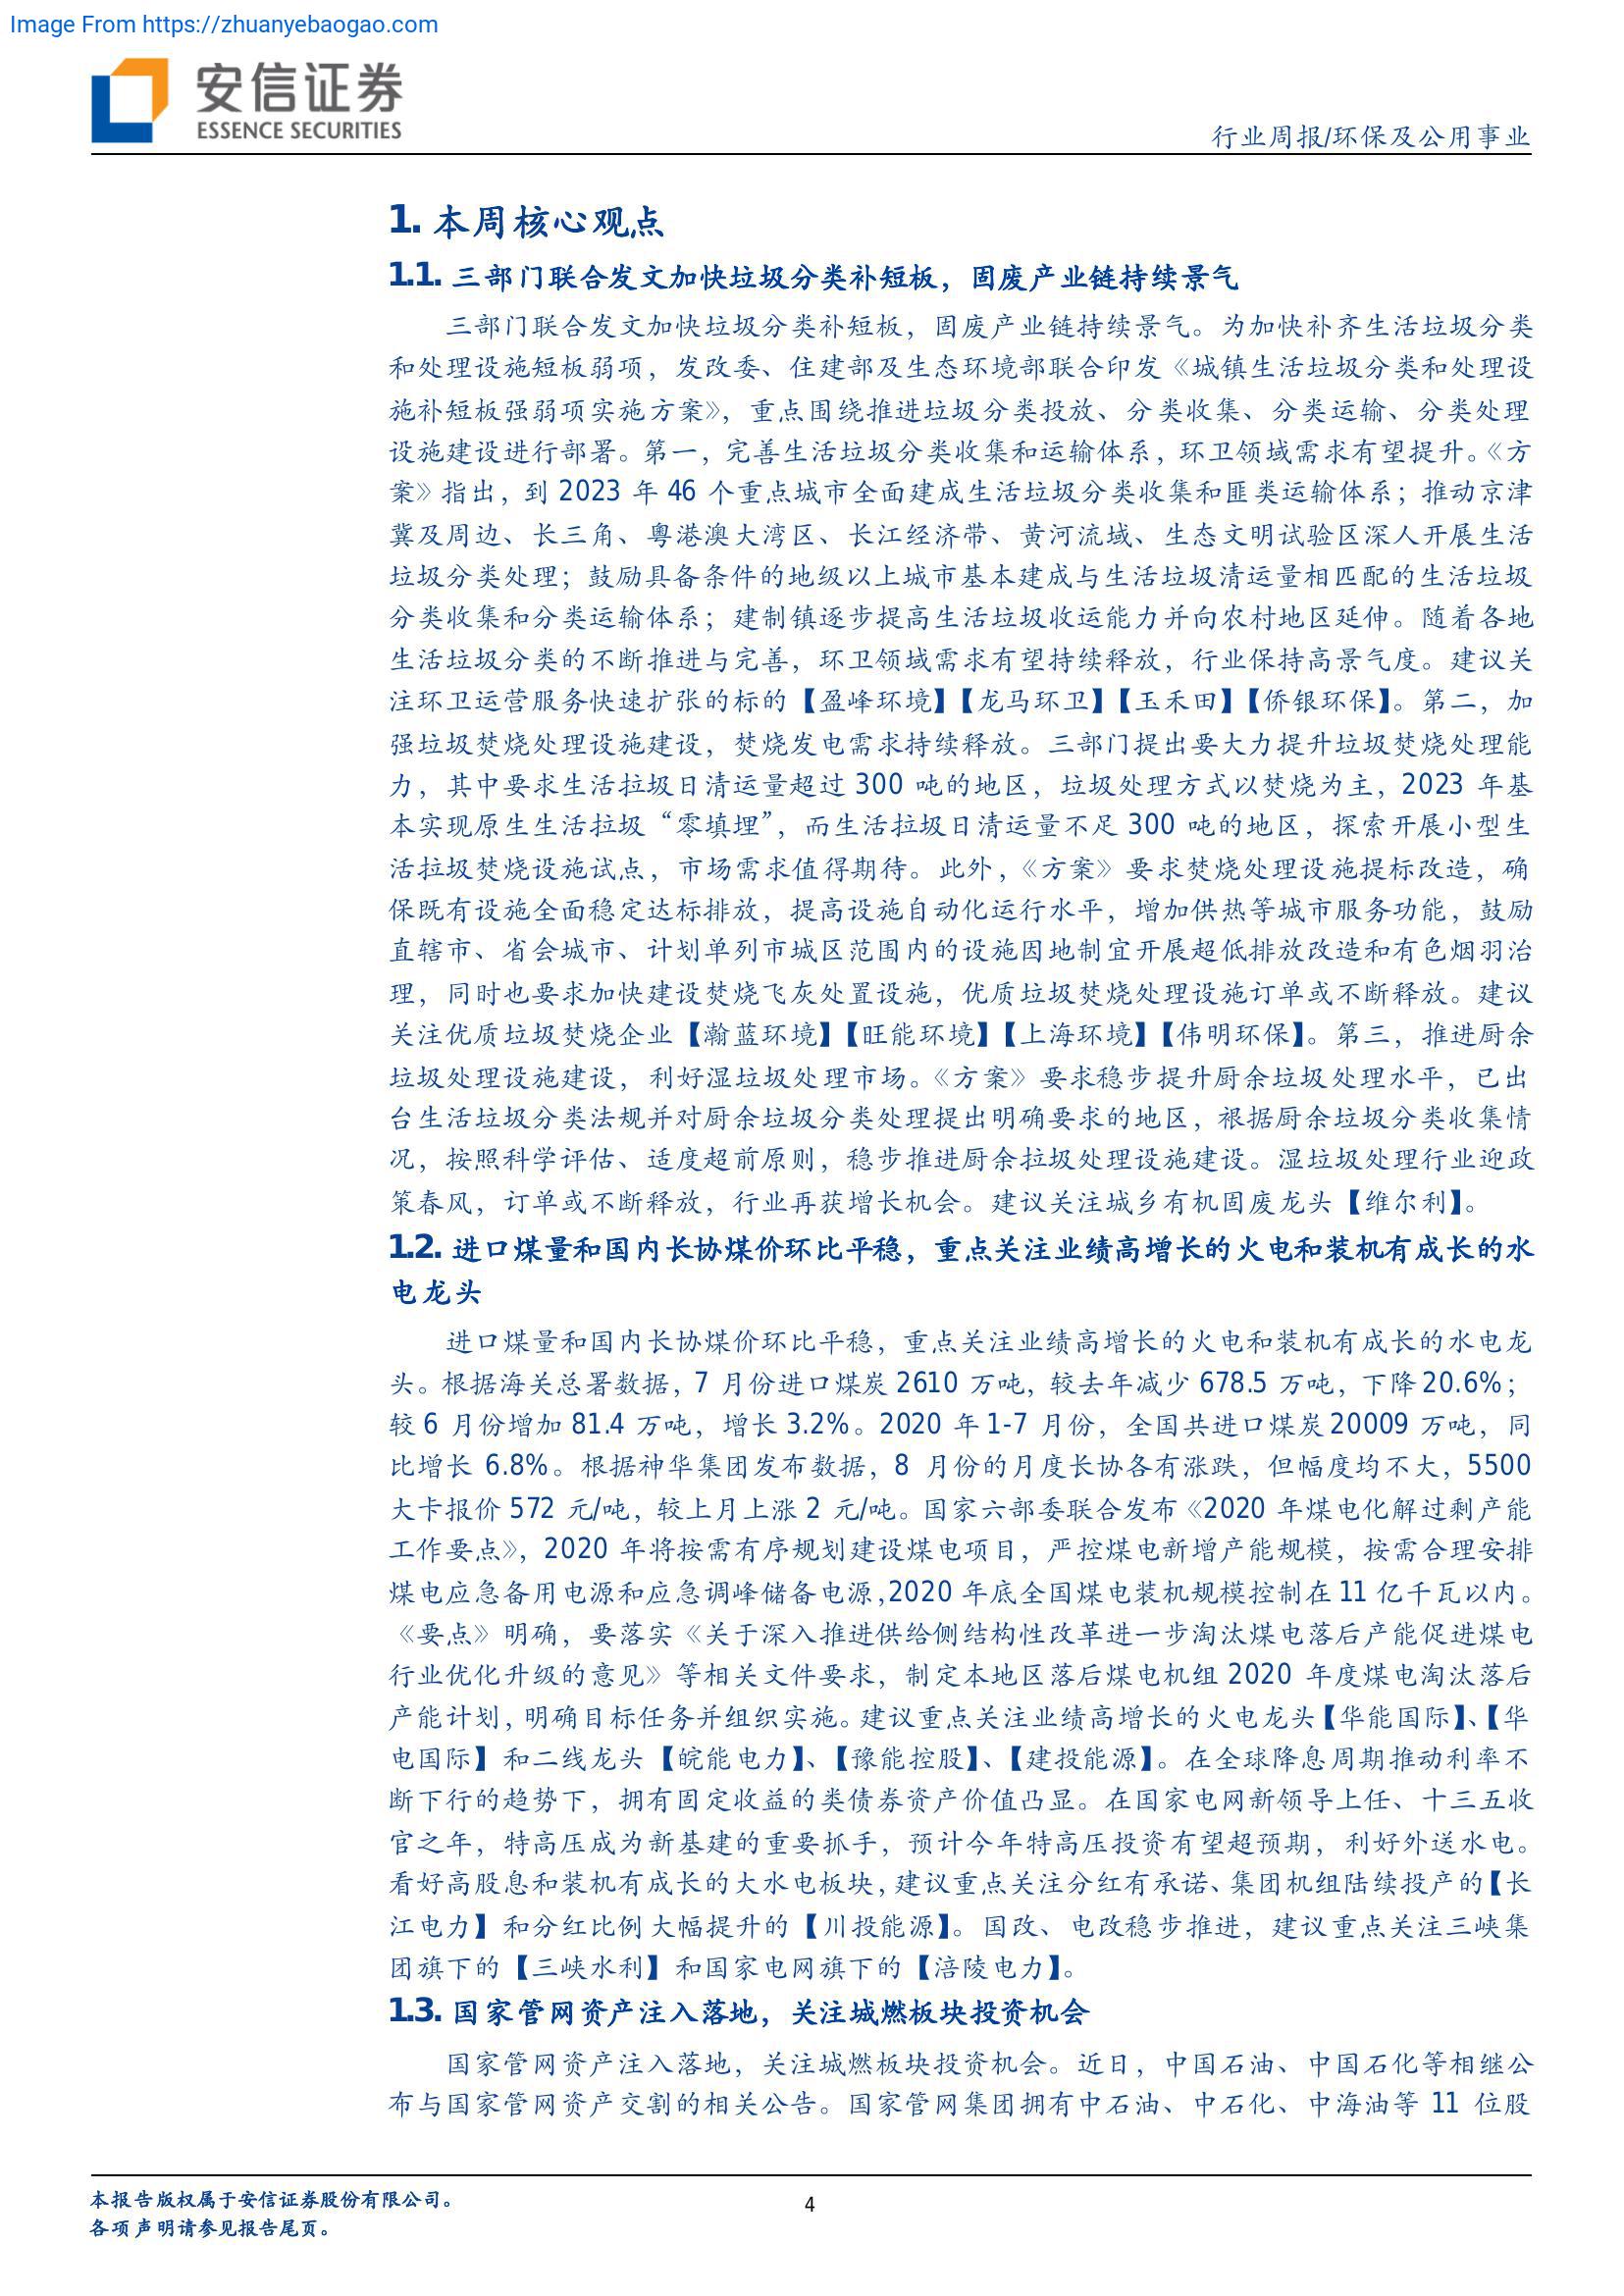 Image From https://zhuanyebaogao.com
安信证券
ESSENCE SECURITIES
行业周报/环保及公用事业
1. 本周核心观点
1.1. 三部门联合发文加快垃圾分类补短板，固废产业链持续景气
三部门联合发文加快垃圾分类补短板，固废产业链持续景气。为加快补齐生活垃圾分类
和处理设施短板弱项，发改委、住建部及生态环境部联合印发《城镇生活垃圾分类和处理设
施补短板强弱项实施方案》，重点围绕推进垃圾分类投放、分类收集、分类运输、分类处理
设施建设进行部署。第一，完善生活垃圾分类收集和运输体系，环卫领域需求有望提升。《方
案》指出，到 2023 年 46 个重点城市全面建成生活垃圾分类收集和匪类运输体系；推动京津
冀及周边、长三角、粤港澳大湾区、长江经济带、黄河流域、生态文明试验区深人开展生活
垃圾分类处理；鼓励具备条件的地级以上城市基本建成与生活垃圾清运量相匹配的生活垃圾
分类收集和分类运输体系；建制镇逐步提高生活垃圾收运能力并向农村地区延伸。随着各地
生活垃圾分类的不断推进与完善，环卫领域需求有望持续释放，行业保持高景气度。建议关
注环卫运营服务快速扩张的标的【盈峰环境】【龙马环卫】【玉禾田】【侨银环保】。第二，加
强垃圾焚烧处理设施建设，焚烧发电需求持续释放。三部门提出要大力提升垃圾焚烧处理能
力，其中要求生活拉圾日清运量超过 300 吨的地区，垃圾处理方式以焚烧为主，2023 年基
本实现原生生活拉圾“零填埋”，而生活拉圾日清运量不足 300 吨的地区，探索开展小型生
活拉圾焚烧设施试点，市场需求值得期待。此外，《方案》要求焚烧处理设施提标改造，确
保既有设施全面稳定达标排放，提高设施自动化运行水平，增加供热等城市服务功能，鼓励
直辖市、省会城市、计划单列市城区范围内的设施因地制宜开展超低排放改造和有色烟羽治
理，同时也要求加快建设焚烧飞灰处置设施，优质垃圾焚烧处理设施订单或不断释放。建议
关注优质垃圾焚烧企业【瀚蓝环境】【旺能环境】【上海环境】【伟明环保】。第三，推进厨余
垃圾处理设施建设，利好湿垃圾处理市场。《方案》要求稳步提升厨余垃圾处理水平，已出
台生活垃圾分类法规并对厨余垃圾分类处理提出明确要求的地区，根据厨余垃圾分类收集情
况，按照科学评估、适度超前原则，稳步推进厨余拉圾处理设施建设。湿垃圾处理行业迎政
策春风，订单或不断释放，行业再获增长机会。建议关注城乡有机固废龙头【维尔利】。
1.2. 进口煤量和国内长协煤价环比平稳，重点关注业绩高增长的火电和装机有成长的水
电龙头
进口煤量和国内长协煤价环比平稳，重点关注业绩高增长的火电和装机有成长的水电龙
头。根据海关总署数据，7 月份进口煤炭 2610 万吨，较去年减少 678.5 万吨，下降 20.6%；
较 6 月份增加 81.4 万吨，增长 3.2%。2020 年 1-7 月份，全国共进口煤炭 20009 万吨，同
比增长 6.8%。根据神华集团发布数据，8 月份的月度长协各有涨跌，但幅度均不大，5500
大卡报价 572 元/吨，较上月上涨 2 元/吨。国家六部委联合发布《2020 年煤电化解过剩产能
工作要点》，2020 年将按需有序规划建设煤电项目，严控煤电新增产能规模，按需合理安排
煤电应急备用电源和应急调峰储备电源，2020 年底全国煤电装机规模控制在 11 亿千瓦以内。
《要点》明确，要落实《关于深入推进供给侧结构性改革进一步淘汰煤电落后产能促进煤电
行业优化升级的意见》等相关文件要求，制定本地区落后煤电机组 2020 年度煤电淘汰落后
产能计划，明确目标任务并组织实施。建议重点关注业绩高增长的火电龙头【华能国际】、【华
电国际】和二线龙头【皖能电力】、【豫能控股】、【建投能源】。在全球降息周期推动利率不
断下行的趋势下，拥有固定收益的类债券资产价值凸显。在国家电网新领导上任、十三五收
官之年，特高压成为新基建的重要抓手，预计今年特高压投资有望超预期，利好外送水电。
看好高股息和装机有成长的大水电板块，建议重点关注分红有承诺、集团机组陆续投产的【长
江电力】和分红比例大幅提升的【川投能源】。国改、电改稳步推进，建议重点关注三峡集
团旗下的【三峡水利】和国家电网旗下的【涪陵电力】。
1.3. 国家管网资产注入落地，关注城燃板块投资机会
国家管网资产注入落地，关注城燃板块投资机会。近日，中国石油、中国石化等相继公
布与国家管网资产交割的相关公告。国家管网集团拥有中石油、中石化、中海油等 11 位股
本报告版权属于安信证券股份有限公司。
各项声明请参见报告尾页。
4